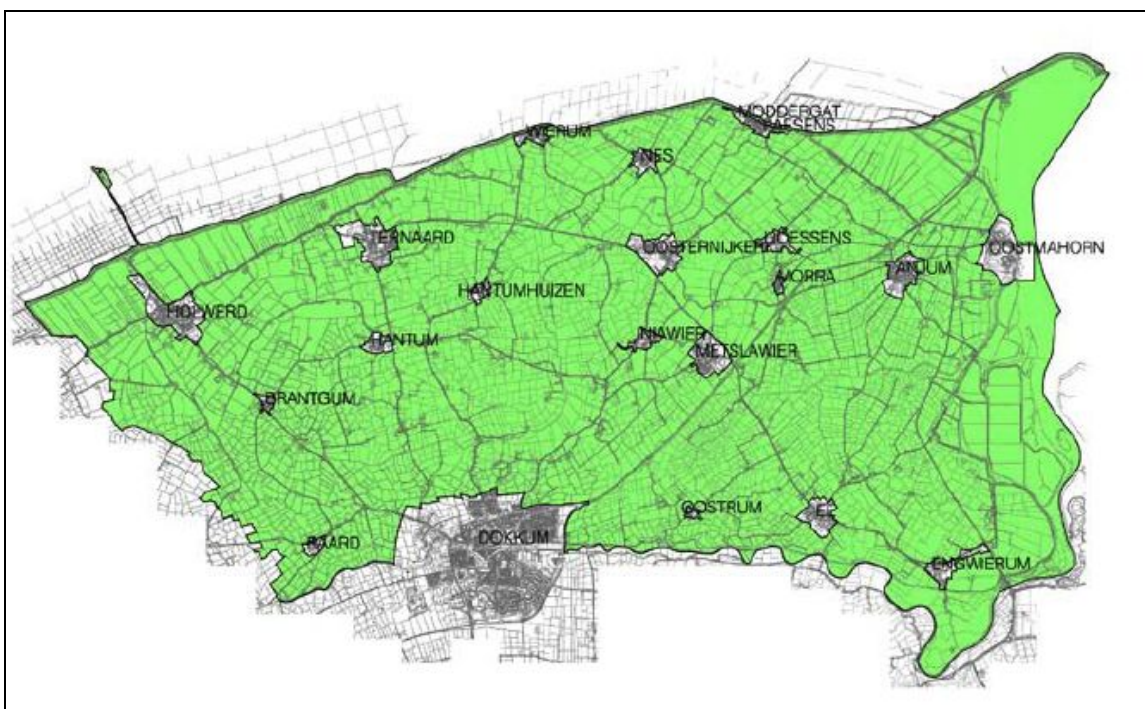 MODDERGAT
PAESENS
WIERUM
NES
TERNAARD
OOSTERNIJKERK
JOESSENS
OOSTMAHORN
ANJUM
MORRA
HANTUMHUIZEN
HOLWERD
HANTUM
NIAWIER
METSLAWIER
BRANTGUM
OOSTRUM
EE
DOKKUM
RAARD
ENGWIERUM